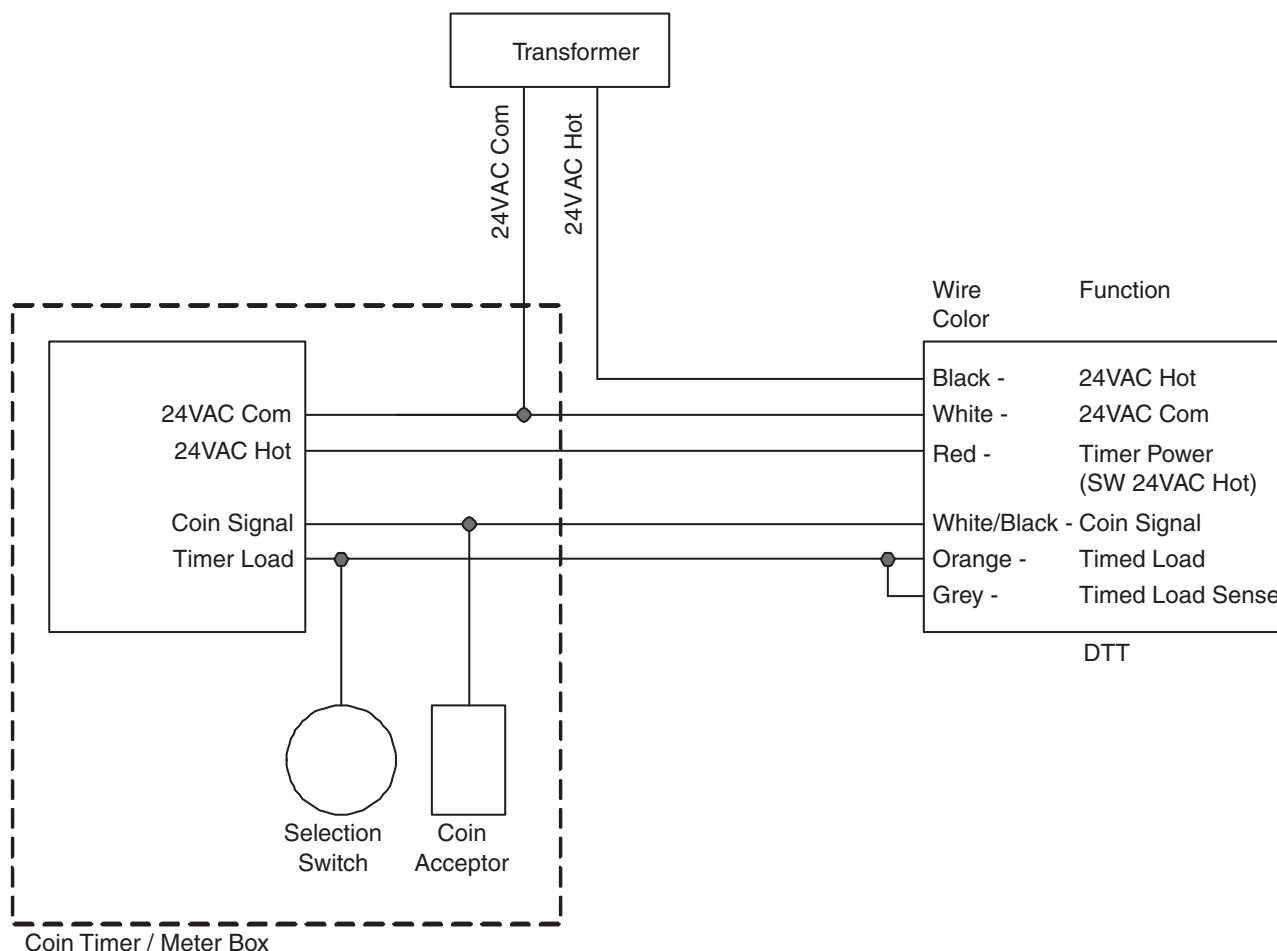 Transformer
24VAC Com
24VAC Hot
Wire
Color
Function
Black - 24VAC Hot
White - 24VAC Com
Red - Timer Power
(SW 24VAC Hot)
White/Black - Coin Signal
Orange - Timed Load
Grey - Timed Load Sense
DTT
24VAC Com
24VAC Hot
Coin Signal
Timer Load
Selection
Switch
Coin
Acceptor
Coin Timer / Meter Box